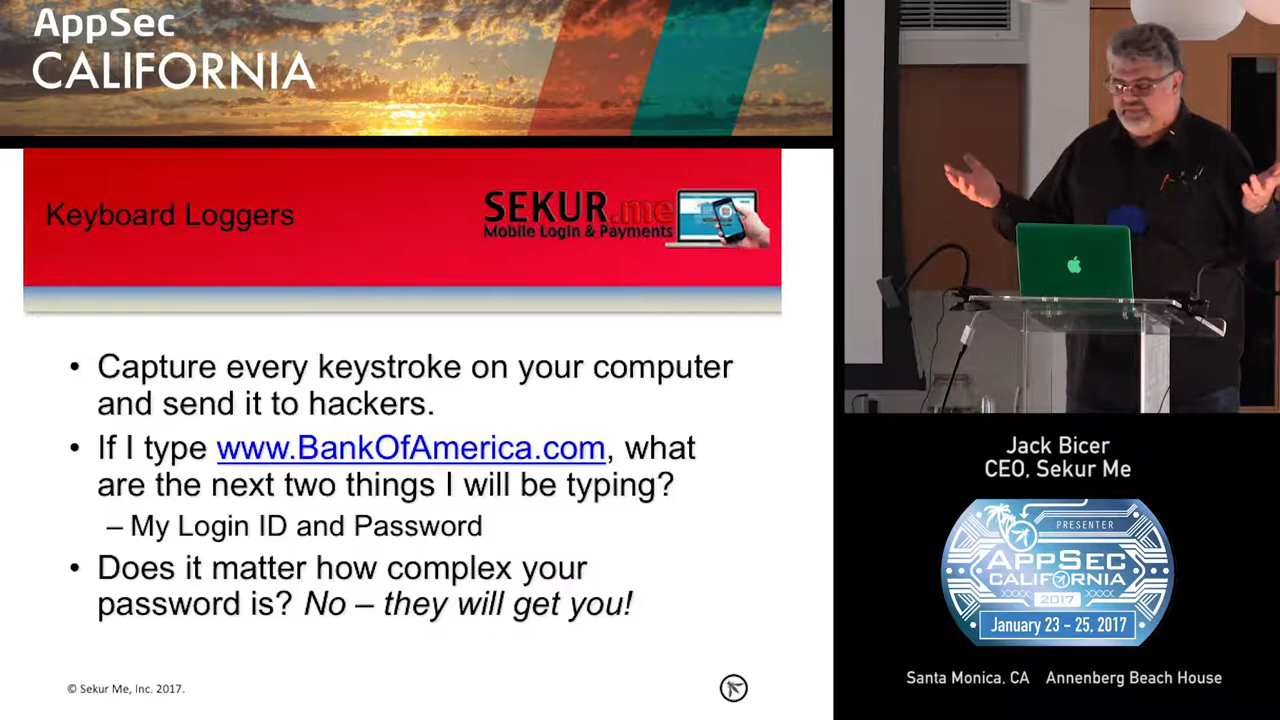 AppSec
CALIFORNIA
Keyboard Loggers
SEKUR.me
Mobile Login & Payments
• Capture every keystroke on your computer
and send it to hackers.
• If I type www.BankOfAmerica.com, what
are the next two things I will be typing?
– My Login ID and Password
• Does it matter how complex your
password is? No – they will get you!
© Sekur Me, Inc. 2017.
Jack Bicer
CEO, Sekur Me
PRESENTER
APPSEC
CALIFORNIA
2017
January 23 – 25, 2017
Santa Monica, CA Annenberg Beach House